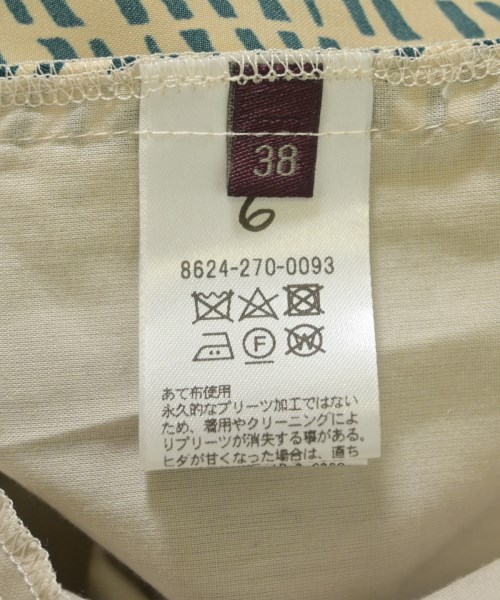 38
6
8624-270-0093
F
W
あて布使用
永久的なプリーツ加工ではない
ため、着用やクリーニングによ
りプリーツが消失する事がある。
ヒダが甘くなった場合は、直ち